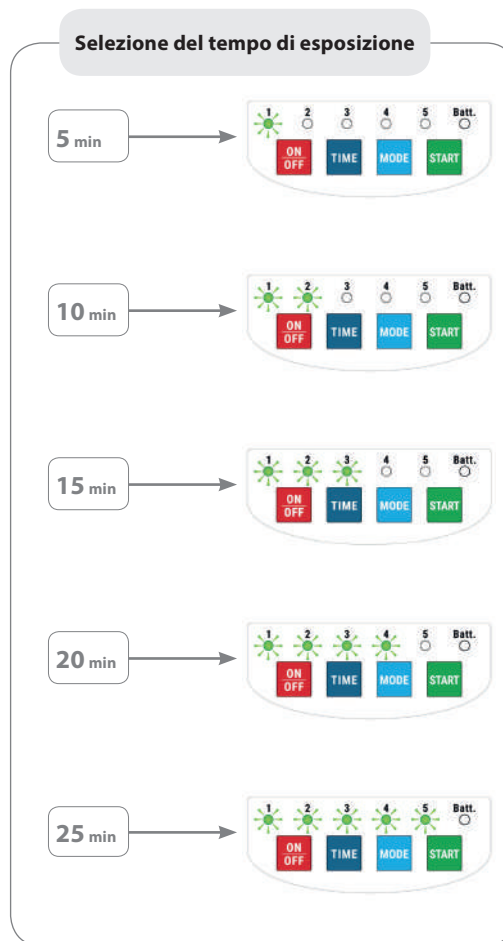 Selezione del tempo di esposizione
5 min
1 2 3 4 5 Batt.
ON
OFF TIME MODE START
10 min
1 2 3 4 5 Batt.
ON
OFF TIME MODE START
15 min
1 2 3 4 5 Batt.
ON
OFF TIME MODE START
20 min
1 2 3 4 5 Batt.
ON
OFF TIME MODE START
25 min
1 2 3 4 5 Batt.
ON
OFF TIME MODE START